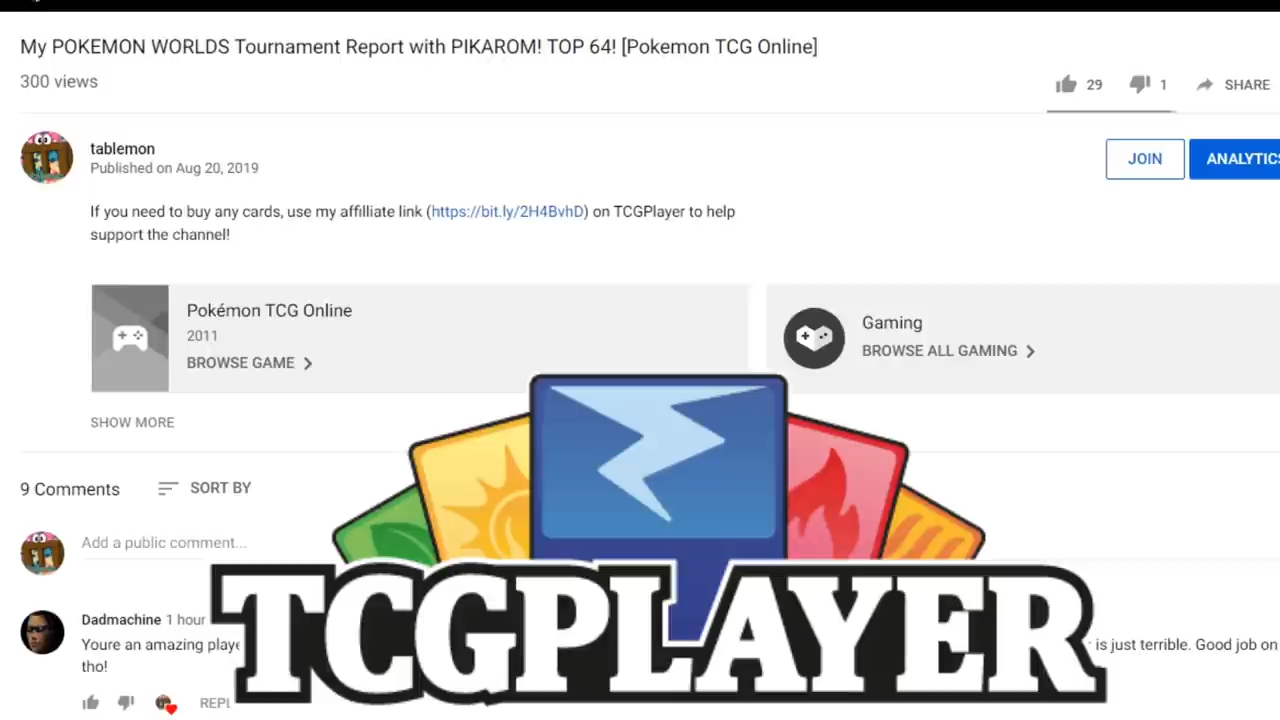 My POKEMON WORLDS Tournament Report with PIKAROM! TOP 64! [Pokemon TCG Online]
300 views
29
1
SHARE
tablemon
Published on Aug 20, 2019
JOIN
ANALYTICS
If you need to buy any cards, use my affilliate link (https://bit.ly/2H4BvhD) on TCGPlayer to help
support the channel!
Pokémon TCG Online
2011
BROWSE GAME
Gaming
BROWSE ALL GAMING
SHOW MORE
9 Comments
SORT BY
Add a public comment...
Dadmachine 1 hour
Youre an amazing playe
is just terrible. Good job on
tho!
REPL
TCGPLAYER